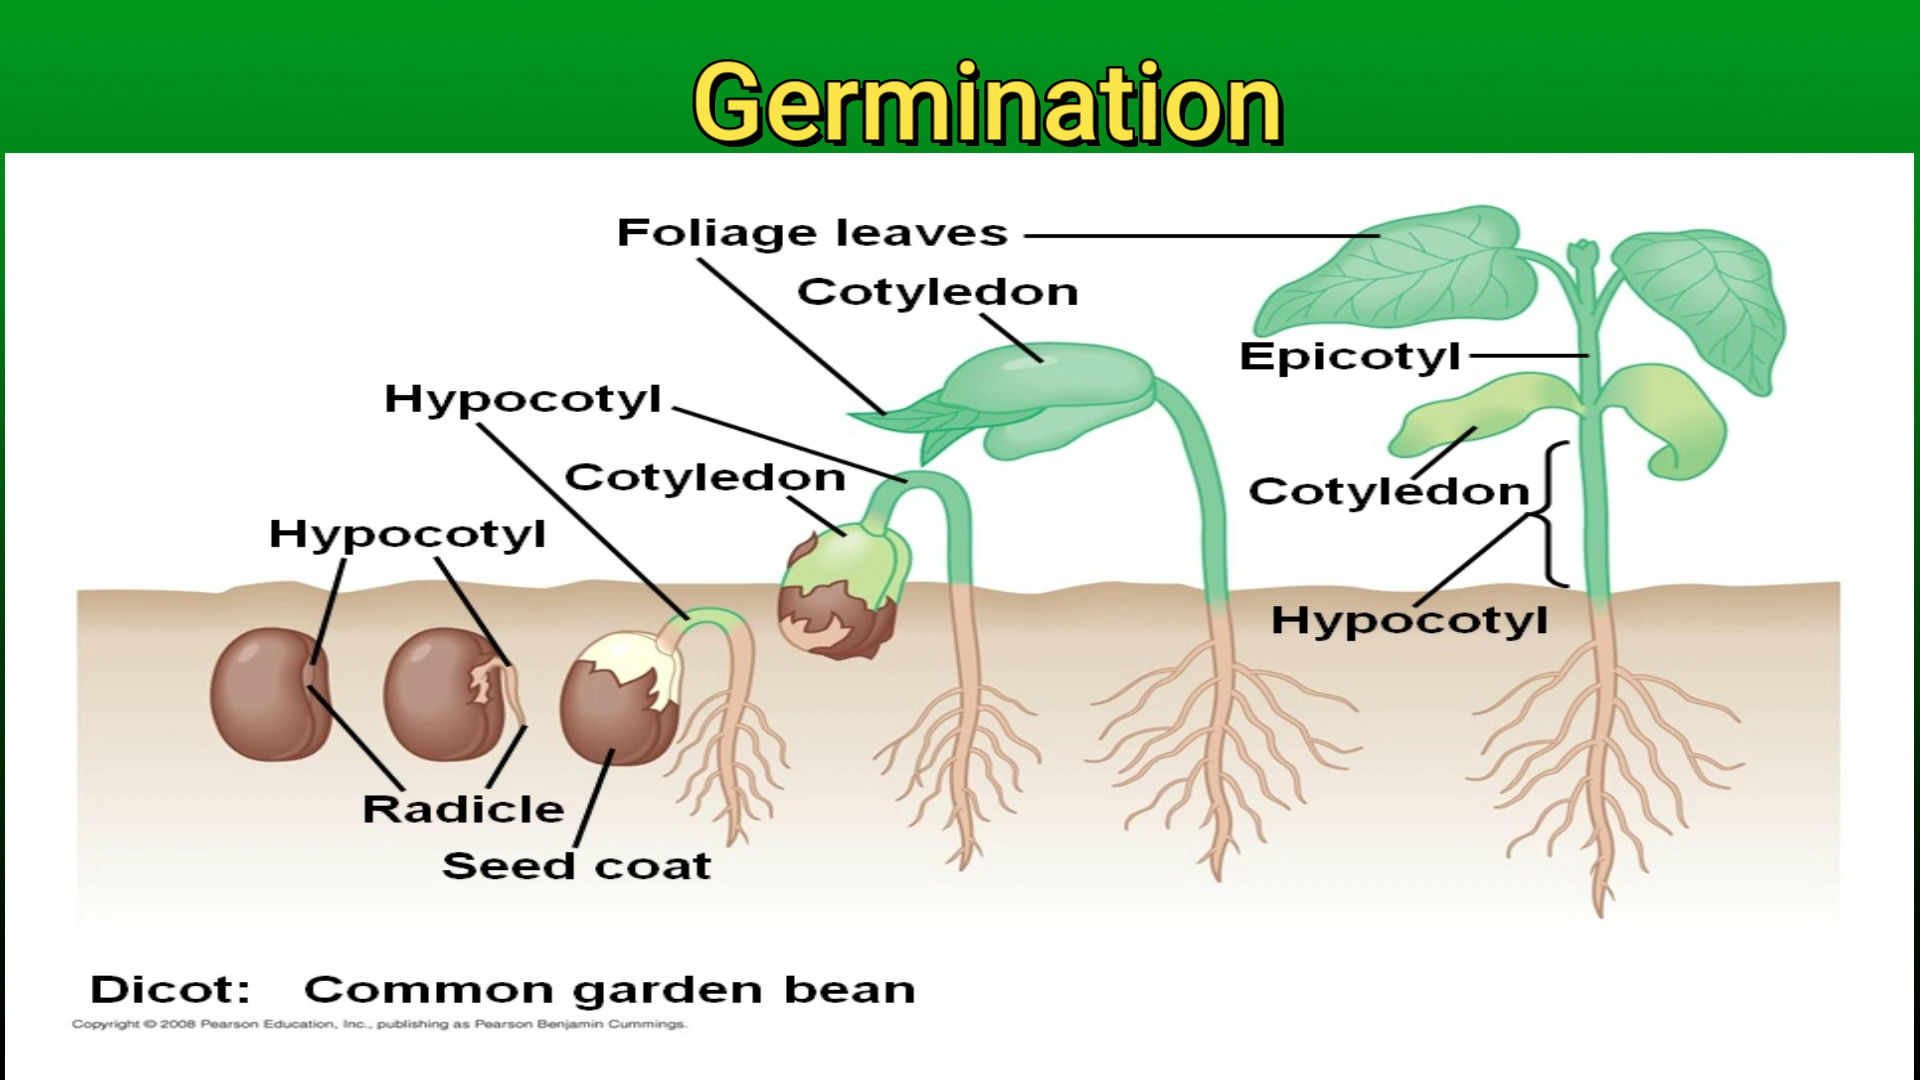 Germination
Foliage leaves
Cotyledon
Epicotyl
Hypocotyl
Cotyledon
Cotyledon
Hypocotyl
Hypocotyl
Radicle
Seed coat
Dicot: Common garden bean
Copyright © 2008 Pearson Education, Inc., publishing as Pearson Benjamin Cummings.